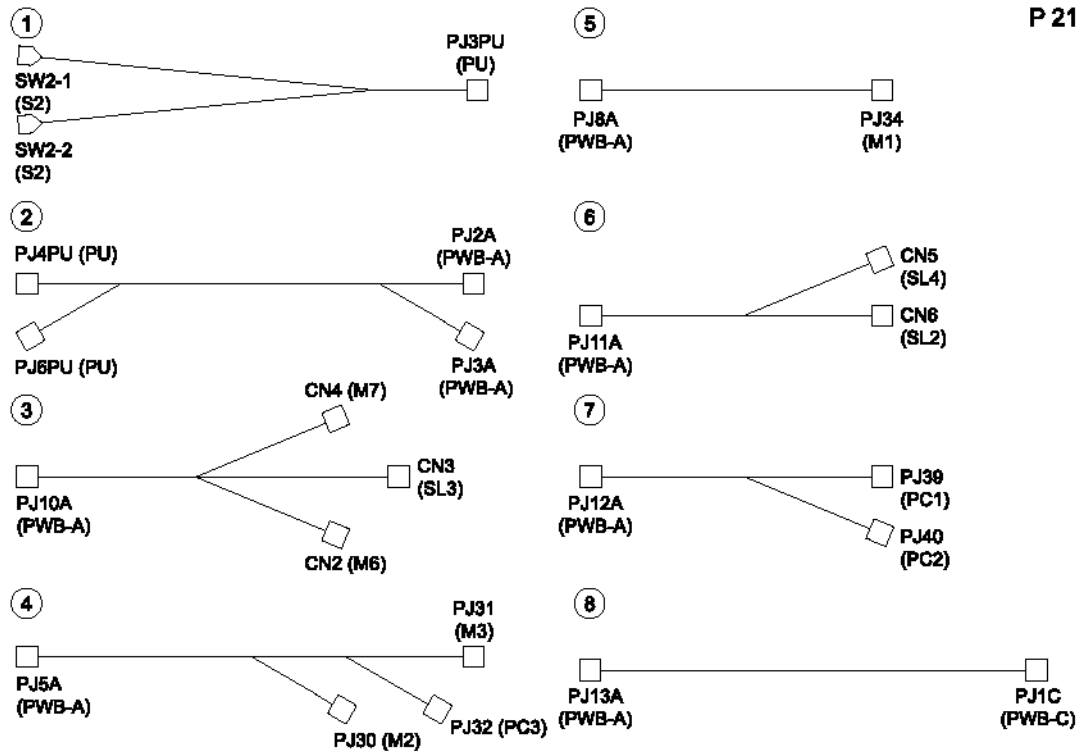 P 21
1
SW2-1
(S2)
SW2-2
(S2)
PJ3PU
(PU)
2
PJ4PU (PU)
PJ6PU (PU)
PJ2A
(PWB-A)
PJ3A
(PWB-A)
3
PJ10A
(PWB-A)
CN4 (M7)
CN3
(SL3)
CN2 (M6)
4
PJ5A
(PWB-A)
PJ31
(M3)
PJ30 (M2)
PJ32 (PC3)
5
PJ8A
(PWB-A)
PJ34
(M1)
6
PJ11A
(PWB-A)
CN5
(SL4)
CN6
(SL2)
7
PJ12A
(PWB-A)
PJ39
(PC1)
PJ40
(PC2)
8
PJ13A
(PWB-A)
PJ1C
(PWB-C)